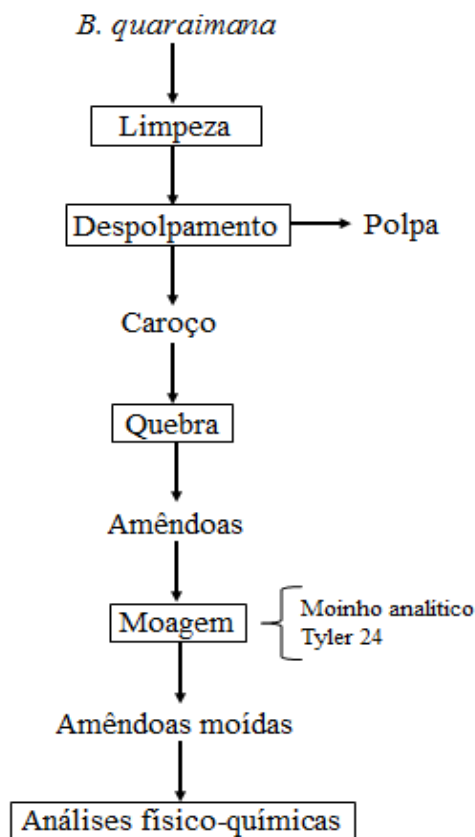 B. quaraimana
Limpeza
Despolpamento
Polpa
Caroço
Quebra
Amêndoas
Moagem
Moinho analítico
Tyler 24
Amêndoas moídas
Análises físico-químicas